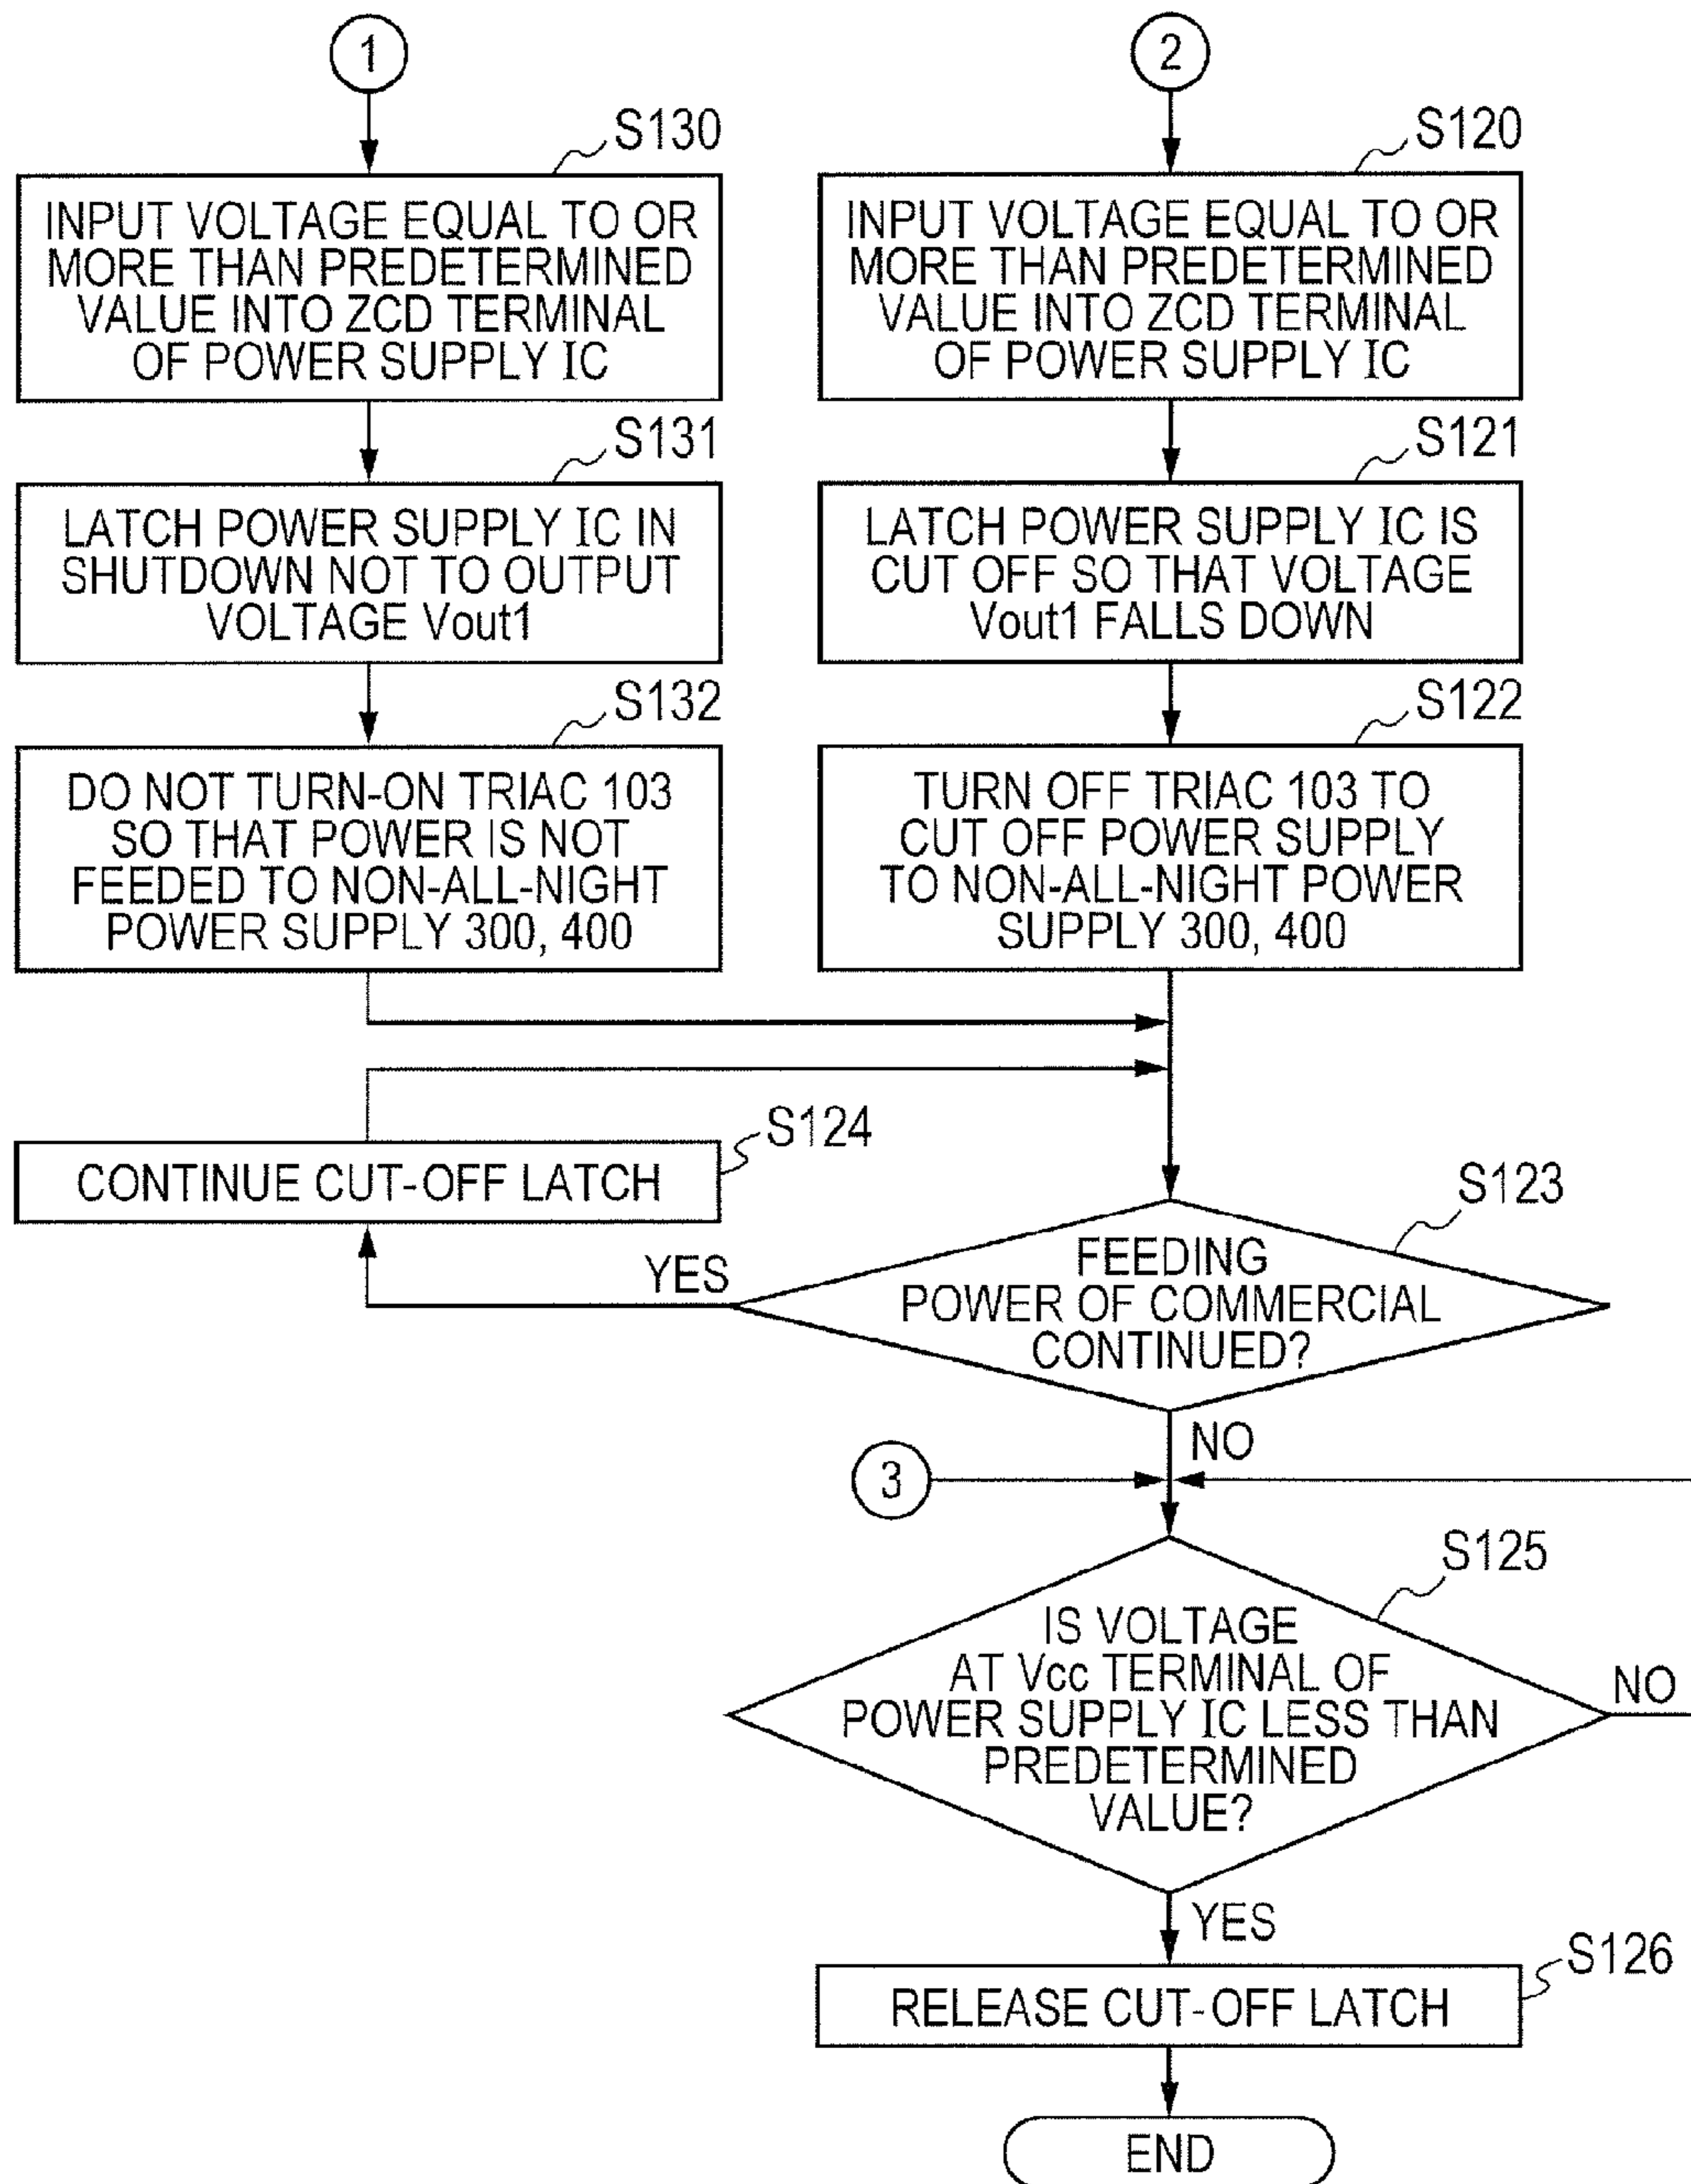 1
S130
INPUT VOLTAGE EQUAL TO OR
MORE THAN PREDETERMINED
VALUE INTO ZCD TERMINAL
OF POWER SUPPLY IC
S131
LATCH POWER SUPPLY IC IN
SHUTDOWN NOT TO OUTPUT
VOLTAGE Vout1
S132
DO NOT TURN-ON TRIAC 103
SO THAT POWER IS NOT
FEEDED TO NON-ALL-NIGHT
POWER SUPPLY 300, 400
2
S120
INPUT VOLTAGE EQUAL TO OR
MORE THAN PREDETERMINED
VALUE INTO ZCD TERMINAL
OF POWER SUPPLY IC
S121
LATCH POWER SUPPLY IC IS
CUT OFF SO THAT VOLTAGE
Vout1 FALLS DOWN
S122
TURN OFF TRIAC 103 TO
CUT OFF POWER SUPPLY
TO NON-ALL-NIGHT POWER
SUPPLY 300, 400
S124
CONTINUE CUT-OFF LATCH
S123
YES
FEEDING
POWER OF COMMERCIAL
CONTINUED?
NO
3
S125
IS VOLTAGE
AT Vcc TERMINAL OF
POWER SUPPLY IC LESS THAN
PREDETERMINED
VALUE?
NO
YES
S126
RELEASE CUT-OFF LATCH
END